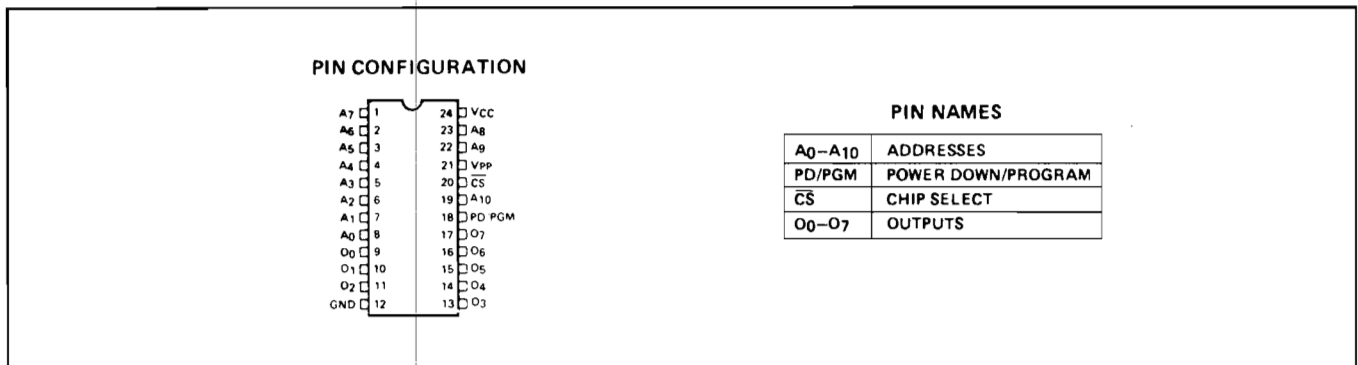 PIN CONFIGURATION
A7 1 24 VCC
A6 2 23 A8
A5 3 22 A9
A4 4 21 VPP
A3 5 20 C̅S̅
A2 6 19 A10
A1 7 18 PD PGM
A0 8 17 O7
O0 9 16 O6
O1 10 15 O5
O2 11 14 O4
GND 12 13 O3
PIN NAMES
A0–A10 ADDRESSES
PD/PGM POWER DOWN/PROGRAM
C̅S̅ CHIP SELECT
O0–O7 OUTPUTS